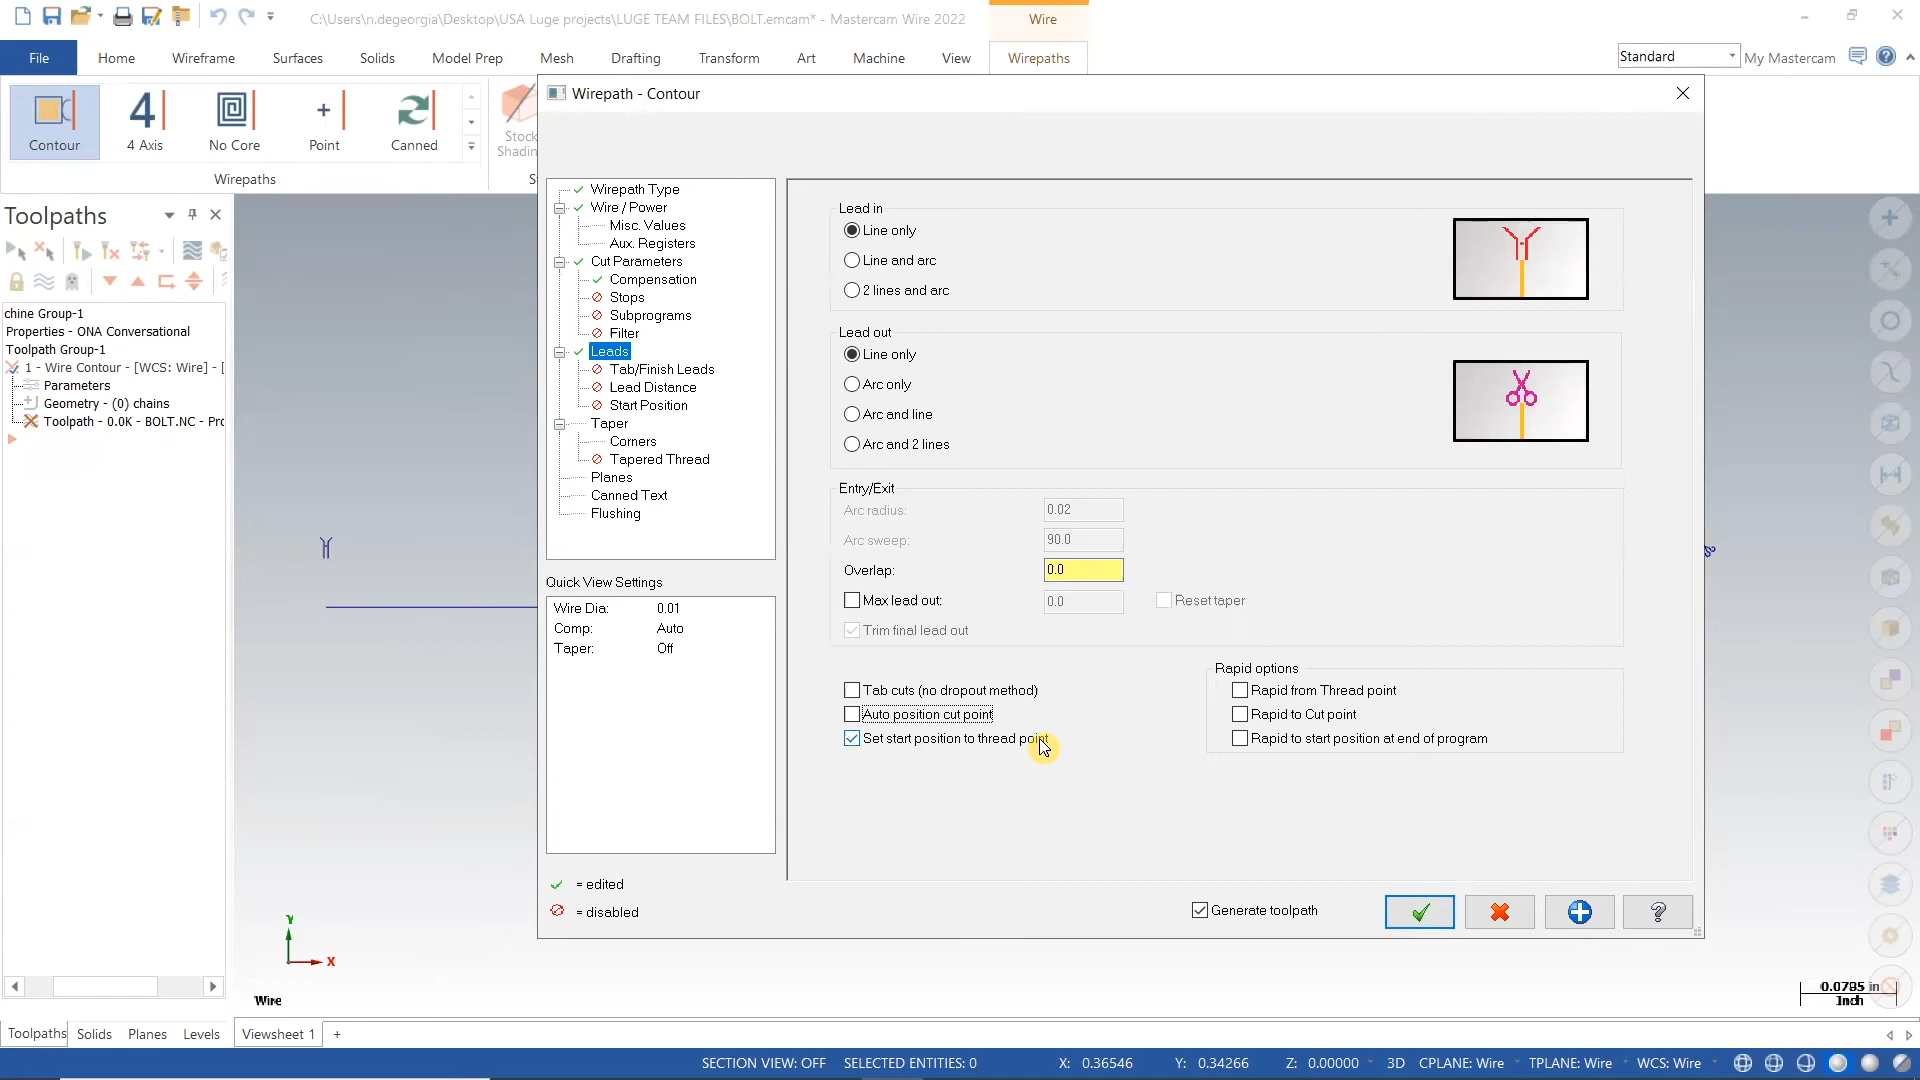 C:\Users\n.degeorgia\Desktop\USA Luge projects\LUGE TEAM FILES\BOLT.emcam* - Mastercam Wire 2022
Wire
File
Home
Wireframe
Surfaces
Solids
Model Prep
Mesh
Drafting
Transform
Art
Machine
View
Wirepaths
Standard
My Mastercam
Contour
4 Axis
No Core
Point
Canned
Stock
Shadin
Wirepaths
S
Wirepath - Contour
Toolpaths
chine Group-1
Properties - ONA Conversational
Toolpath Group-1
1 - Wire Contour - [WCS: Wire] - [
Parameters
Geometry - (0) chains
Toolpath - 0.0K - BOLT.NC - Pro
Wirepath Type
Wire / Power
Misc. Values
Aux. Registers
Cut Parameters
Compensation
Stops
Subprograms
Filter
Leads
Tab/Finish Leads
Lead Distance
Start Position
Taper
Corners
Tapered Thread
Planes
Canned Text
Flushing
Quick View Settings
Wire Dia: 0.01
Comp: Auto
Taper: Off
= edited
= disabled
Lead in
Line only
Line and arc
2 lines and arc
Lead out
Line only
Arc only
Arc and line
Arc and 2 lines
Entry/Exit
Arc radius: 0.02
Arc sweep: 90.0
Overlap: 0.0
Max lead out: 0.0 Reset taper
Trim final lead out
Tab cuts (no dropout method)
Auto position cut point
Set start position to thread point
Rapid options
Rapid from Thread point
Rapid to Cut point
Rapid to start position at end of program
Generate toolpath
Y
X
Wire
0.0785 in
Inch
Toolpaths Solids Planes Levels Viewsheet 1 +
SECTION VIEW: OFF SELECTED ENTITIES: 0 X: 0.36546 Y: 0.34266 Z: 0.00000 3D CPLANE: Wire TPLANE: Wire WCS: Wire